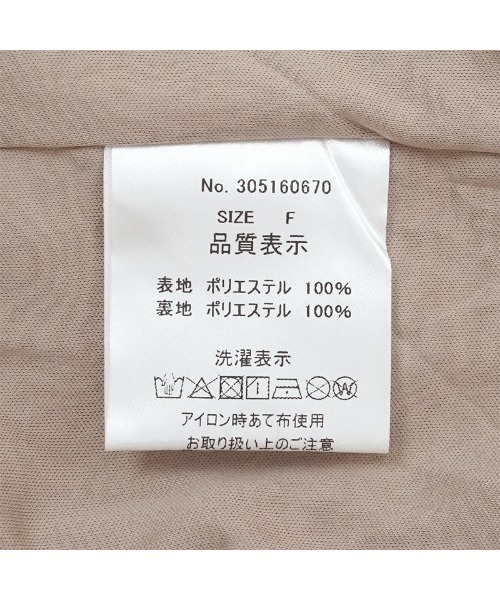 No. 305160670
SIZE F
品質表示
表地 ポリエステル 100%
裏地 ポリエステル 100%
洗濯表示
アイロン時あて布使用
お取り扱い上のご注意